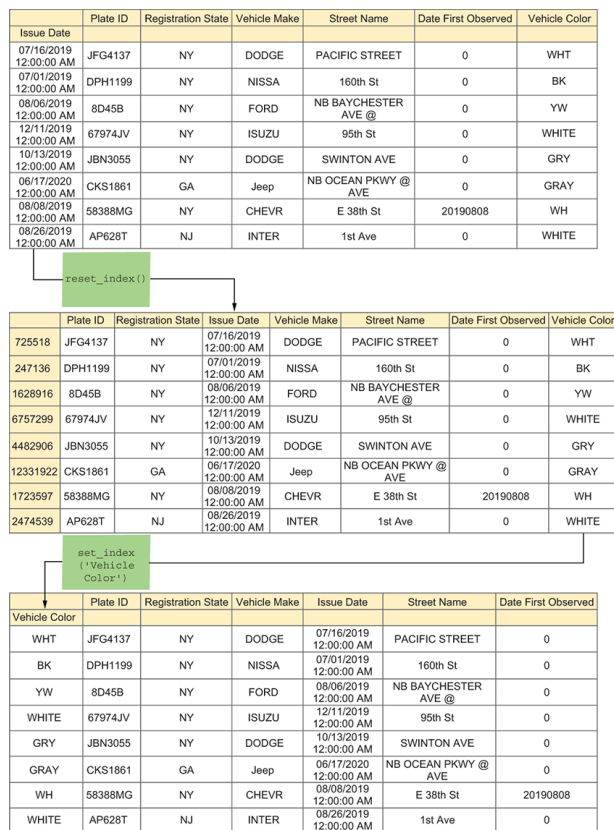 Plate ID Registration State Vehicle Make Street Name Date First Observed Vehicle Color
Issue Date
07/16/2019 12:00:00 AM JFG4137 NY DODGE PACIFIC STREET 0 WHT
07/01/2019 12:00:00 AM DPH1199 NY NISSA 160th St 0 BK
08/06/2019 12:00:00 AM 8D45B NY FORD NB BAYCHESTER AVE @ 0 YW
12/11/2019 12:00:00 AM 67974JV NY ISUZU 95th St 0 WHITE
10/13/2019 12:00:00 AM JBN3055 NY DODGE SWINTON AVE 0 GRY
06/17/2020 12:00:00 AM CKS1861 GA Jeep NB OCEAN PKWY @ AVE 0 GRAY
08/08/2019 12:00:00 AM 58388MG NY CHEVR E 38th St 20190808 WH
08/26/2019 12:00:00 AM AP628T NJ INTER 1st Ave 0 WHITE
reset_index()
Plate ID Registration State Issue Date Vehicle Make Street Name Date First Observed Vehicle Color
725518 JFG4137 NY 07/16/2019 12:00:00 AM DODGE PACIFIC STREET 0 WHT
247136 DPH1199 NY 07/01/2019 12:00:00 AM NISSA 160th St 0 BK
1628916 8D45B NY 08/06/2019 12:00:00 AM FORD NB BAYCHESTER AVE @ 0 YW
6757299 67974JV NY 12/11/2019 12:00:00 AM ISUZU 95th St 0 WHITE
4482906 JBN3055 NY 10/13/2019 12:00:00 AM DODGE SWINTON AVE 0 GRY
12331922 CKS1861 GA 06/17/2020 12:00:00 AM Jeep NB OCEAN PKWY @ AVE 0 GRAY
1723597 58388MG NY 08/08/2019 12:00:00 AM CHEVR E 38th St 20190808 WH
2474539 AP628T NJ 08/26/2019 12:00:00 AM INTER 1st Ave 0 WHITE
set_index
('Vehicle
Color')
Plate ID Registration State Vehicle Make Issue Date Street Name Date First Observed
Vehicle Color
WHT JFG4137 NY DODGE 07/16/2019 12:00:00 AM PACIFIC STREET 0
BK DPH1199 NY NISSA 07/01/2019 12:00:00 AM 160th St 0
YW 8D45B NY FORD 08/06/2019 12:00:00 AM NB BAYCHESTER AVE @ 0
WHITE 67974JV NY ISUZU 12/11/2019 12:00:00 AM 95th St 0
GRY JBN3055 NY DODGE 10/13/2019 12:00:00 AM SWINTON AVE 0
GRAY CKS1861 GA Jeep 06/17/2020 12:00:00 AM NB OCEAN PKWY @ AVE 0
WH 58388MG NY CHEVR 08/08/2019 12:00:00 AM E 38th St 20190808
WHITE AP628T NJ INTER 08/26/2019 12:00:00 AM 1st Ave 0